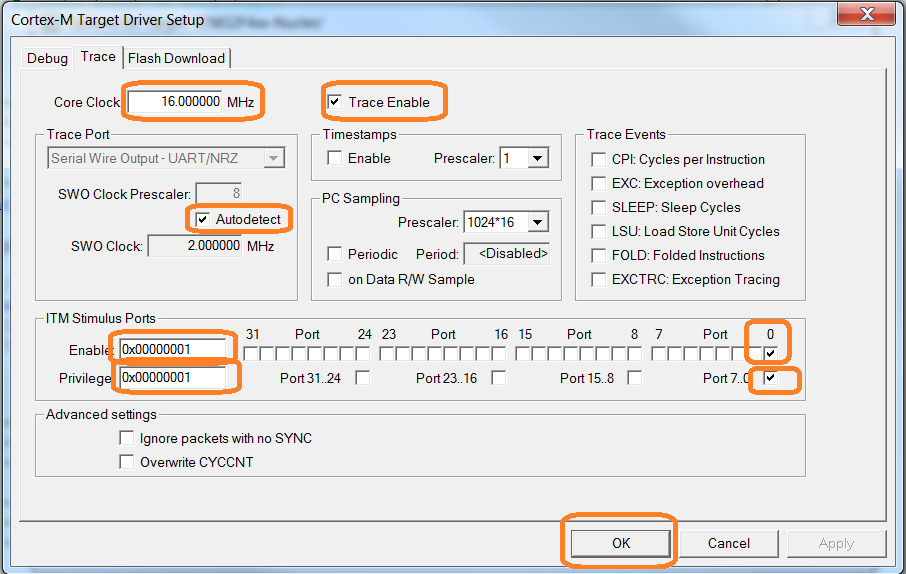 Cortex-M Target Driver Setup
Debug Trace Flash Download
Core Clock: 16.000000 MHz Trace Enable
Trace Port Timestamps Trace Events
Serial Wire Output - UART/NRZ Enable Prescaler: 1 CPI: Cycles per Instruction
SWO Clock Prescaler: 8 EXC: Exception overhead
PC Sampling SLEEP: Sleep Cycles
Autodetect Prescaler: 1024*16 LSU: Load Store Unit Cycles
SWO Clock: 2.000000 MHz Periodic Period: <Disabled> FOLD: Folded Instructions
on Data R/W Sample EXCTRC: Exception Tracing
ITM Stimulus Ports
31 Port 24 23 Port 16 15 Port 8 7 Port 0
Enable: 0x00000001
Privilege: 0x00000001 Port 31..24 Port 23..16 Port 15..8 Port 7..0
Advanced settings
Ignore packets with no SYNC
Overwrite CYCCNT
OK Cancel Apply